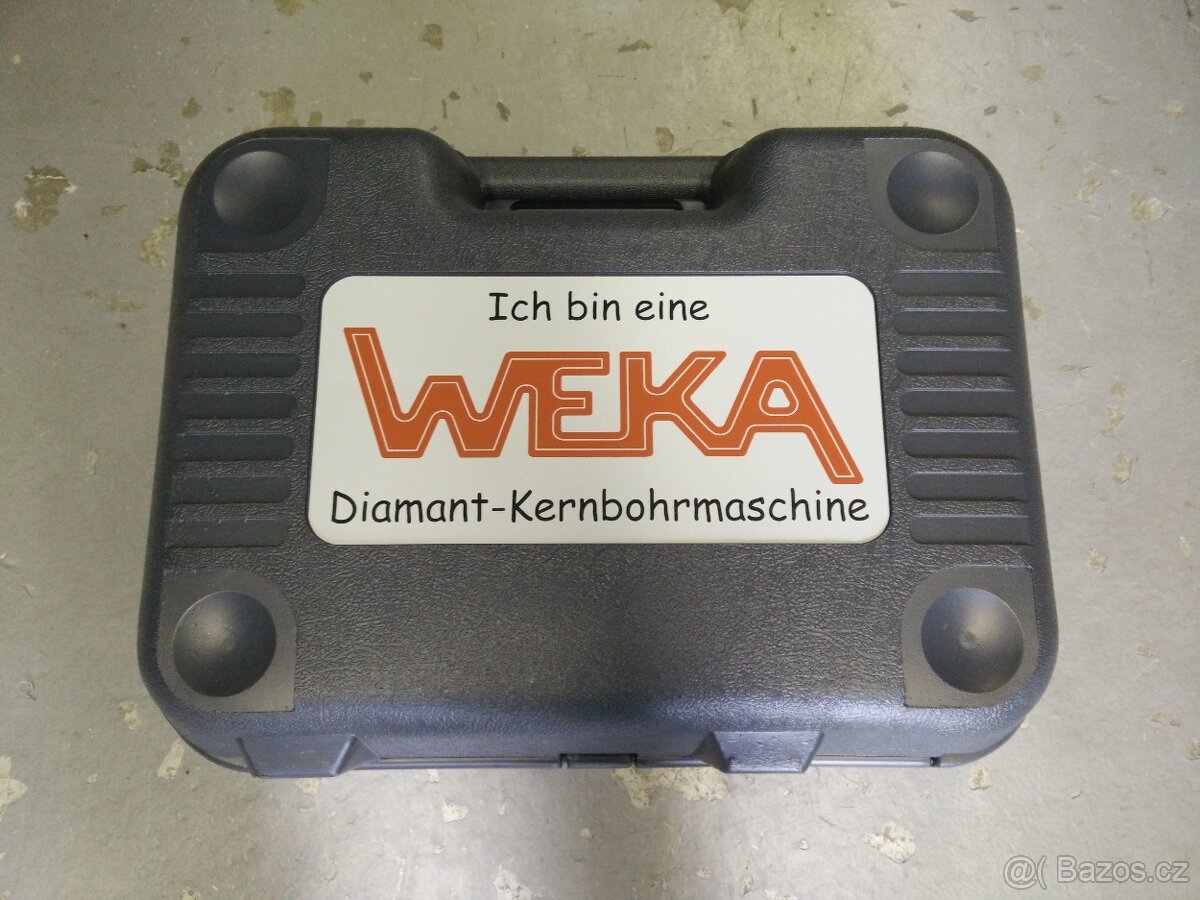 Ich bin eine
WEKA
Diamant-Kernbohrmaschine
@( Bazos.cz